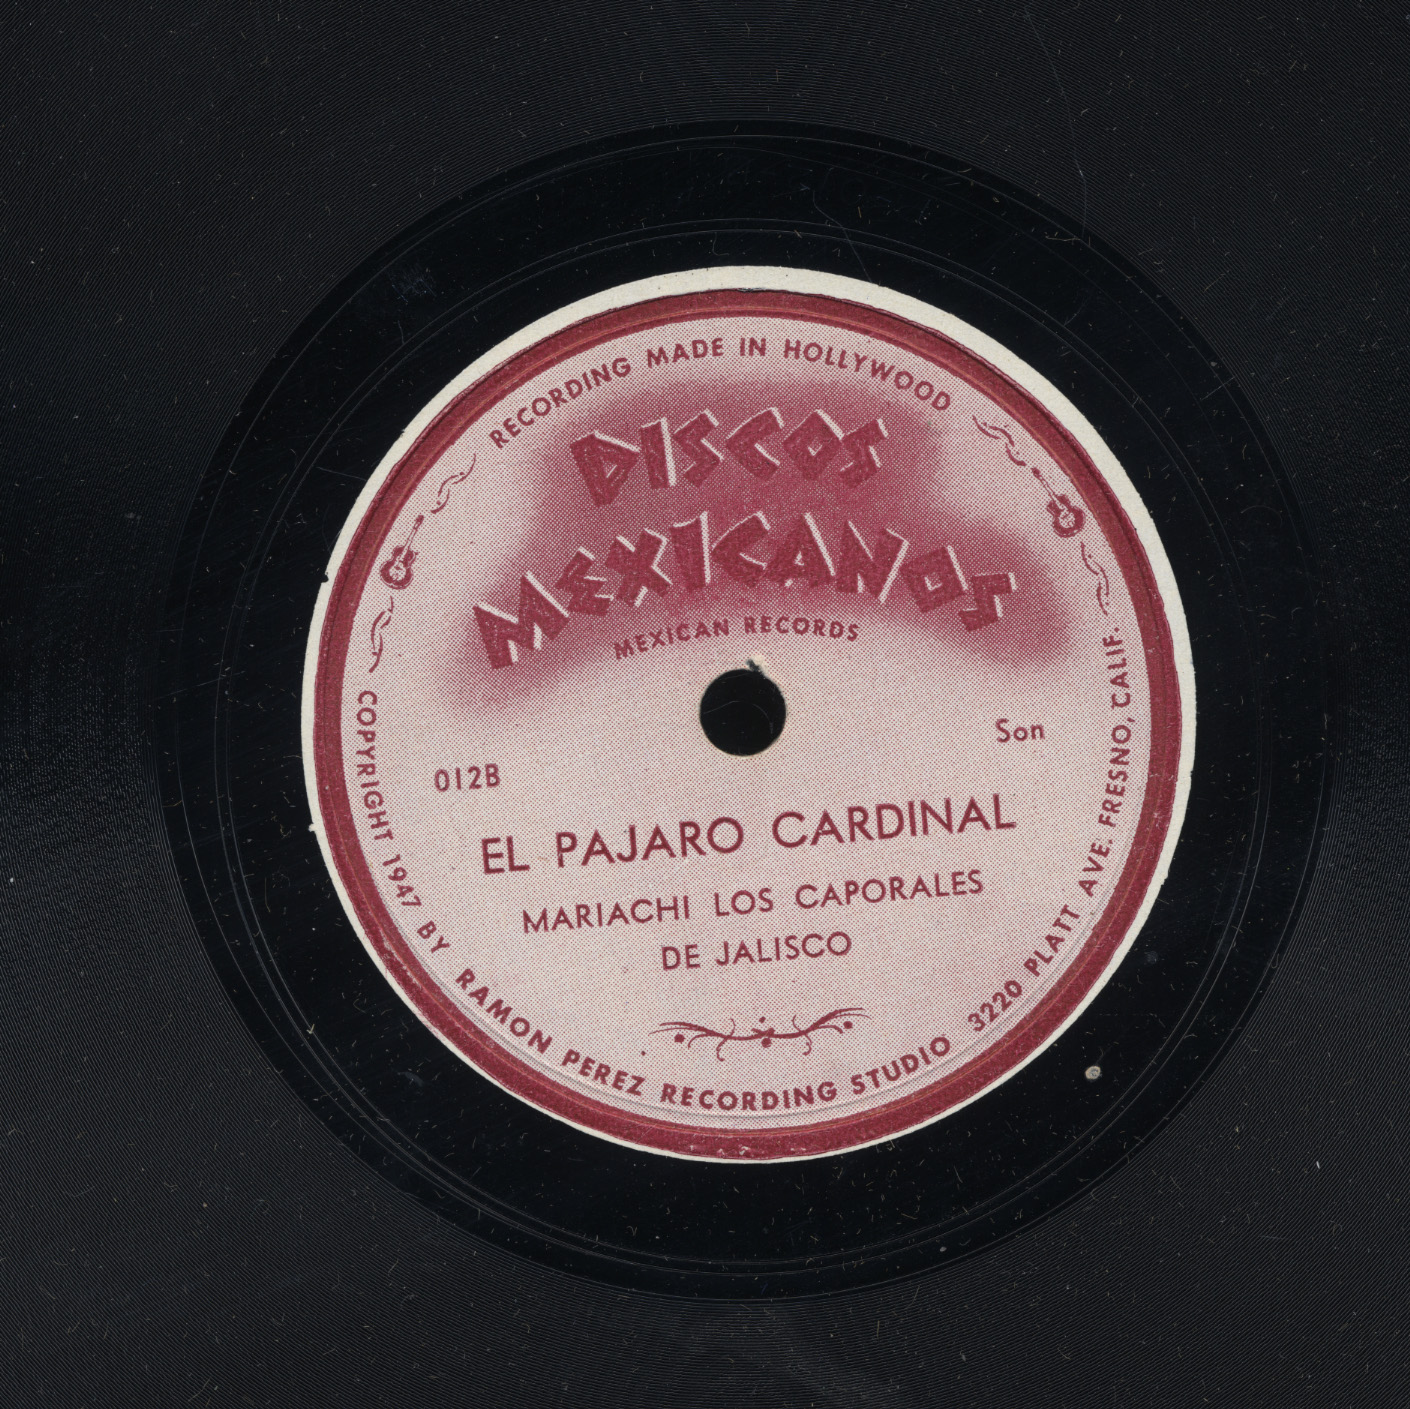 RECORDING MADE IN HOLLYWOOD
DISCOS
MEXICANOS
MEXICAN RECORDS
Son
012B
EL PAJARO CARDINAL
MARIACHI LOS CAPORALES
DE JALISCO
COPYRIGHT 1947 BY RAMON PEREZ RECORDING STUDIO 3220 PLATT AVE. FRESNO, CALIF.